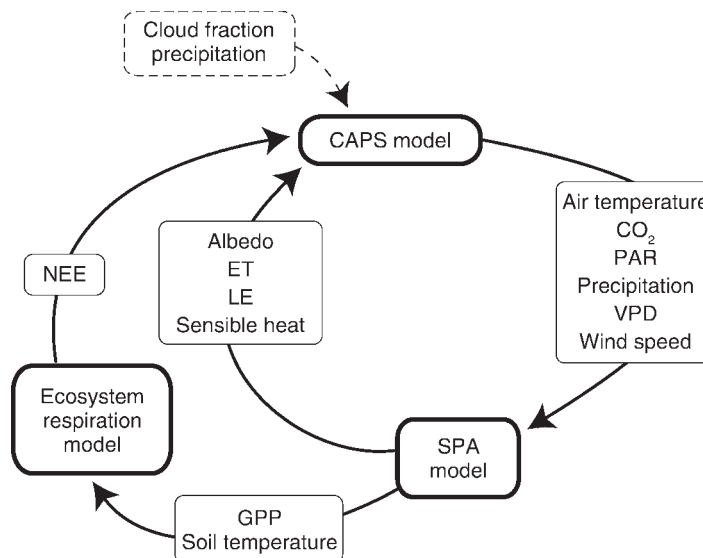 Cloud fraction
precipitation
CAPS model
Air temperature
CO₂
PAR
Precipitation
VPD
Wind speed
Albedo
ET
LE
Sensible heat
NEE
Ecosystem
respiration
model
SPA
model
GPP
Soil temperature